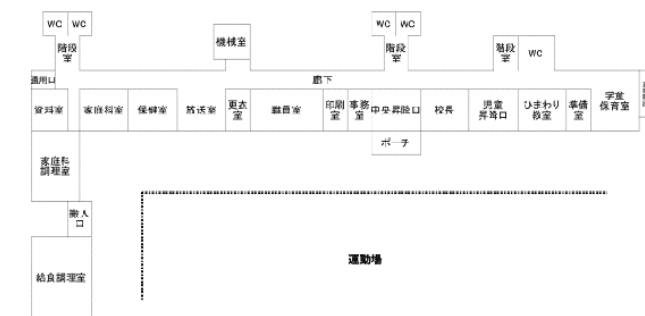 WC WC
WC WC
機械室
階段室
階段室
階段室
WC
通用口
廊下
家庭科室
保健室
放送室
更衣室
職員室
印刷室
事務室
中央昇降口
校長
児童
昇降口
ひまわり
教室
準備室
学童
保育室
ポーチ
家庭科
調理室
搬入口
運動場
給食調理室